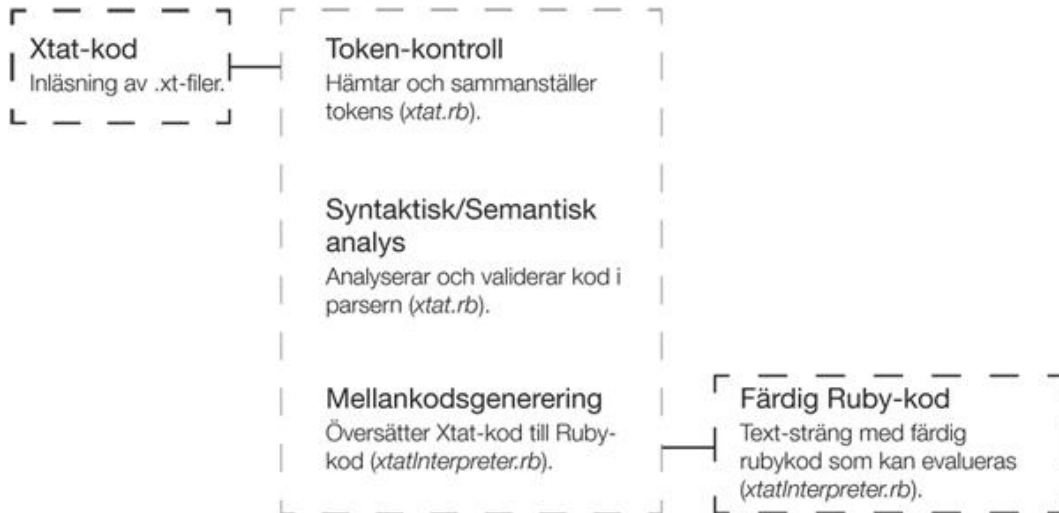 Xtat-kod
Inläsning av .xt-filer.
Token-kontroll
Hämtar och sammanställer
tokens (xtat.rb).
Syntaktisk/Semantisk
analys
Analyserar och validerar kod i
parsern (xtat.rb).
Mellankodsgenerering
Översätter Xtat-kod till Ruby-
kod (xtatInterpreter.rb).
Färdig Ruby-kod
Text-sträng med färdig
rubykod som kan evalueras
(xtatInterpreter.rb).